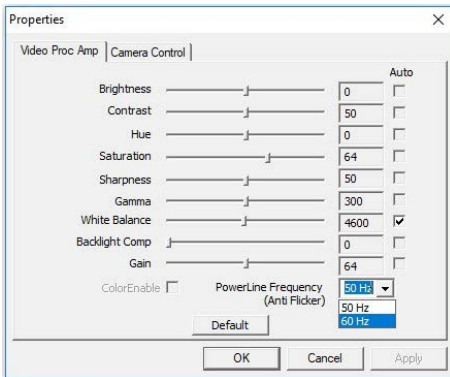 Properties
Video Proc Amp Camera Control
Auto
Brightness 0
Contrast 50
Hue 0
Saturation 64
Sharpness 50
Gamma 300
White Balance 4600
Backlight Comp 0
Gain 64
ColorEnable PowerLine Frequency 50 Hz
(Anti Flicker) 50 Hz
60 Hz
Default
OK Cancel Apply